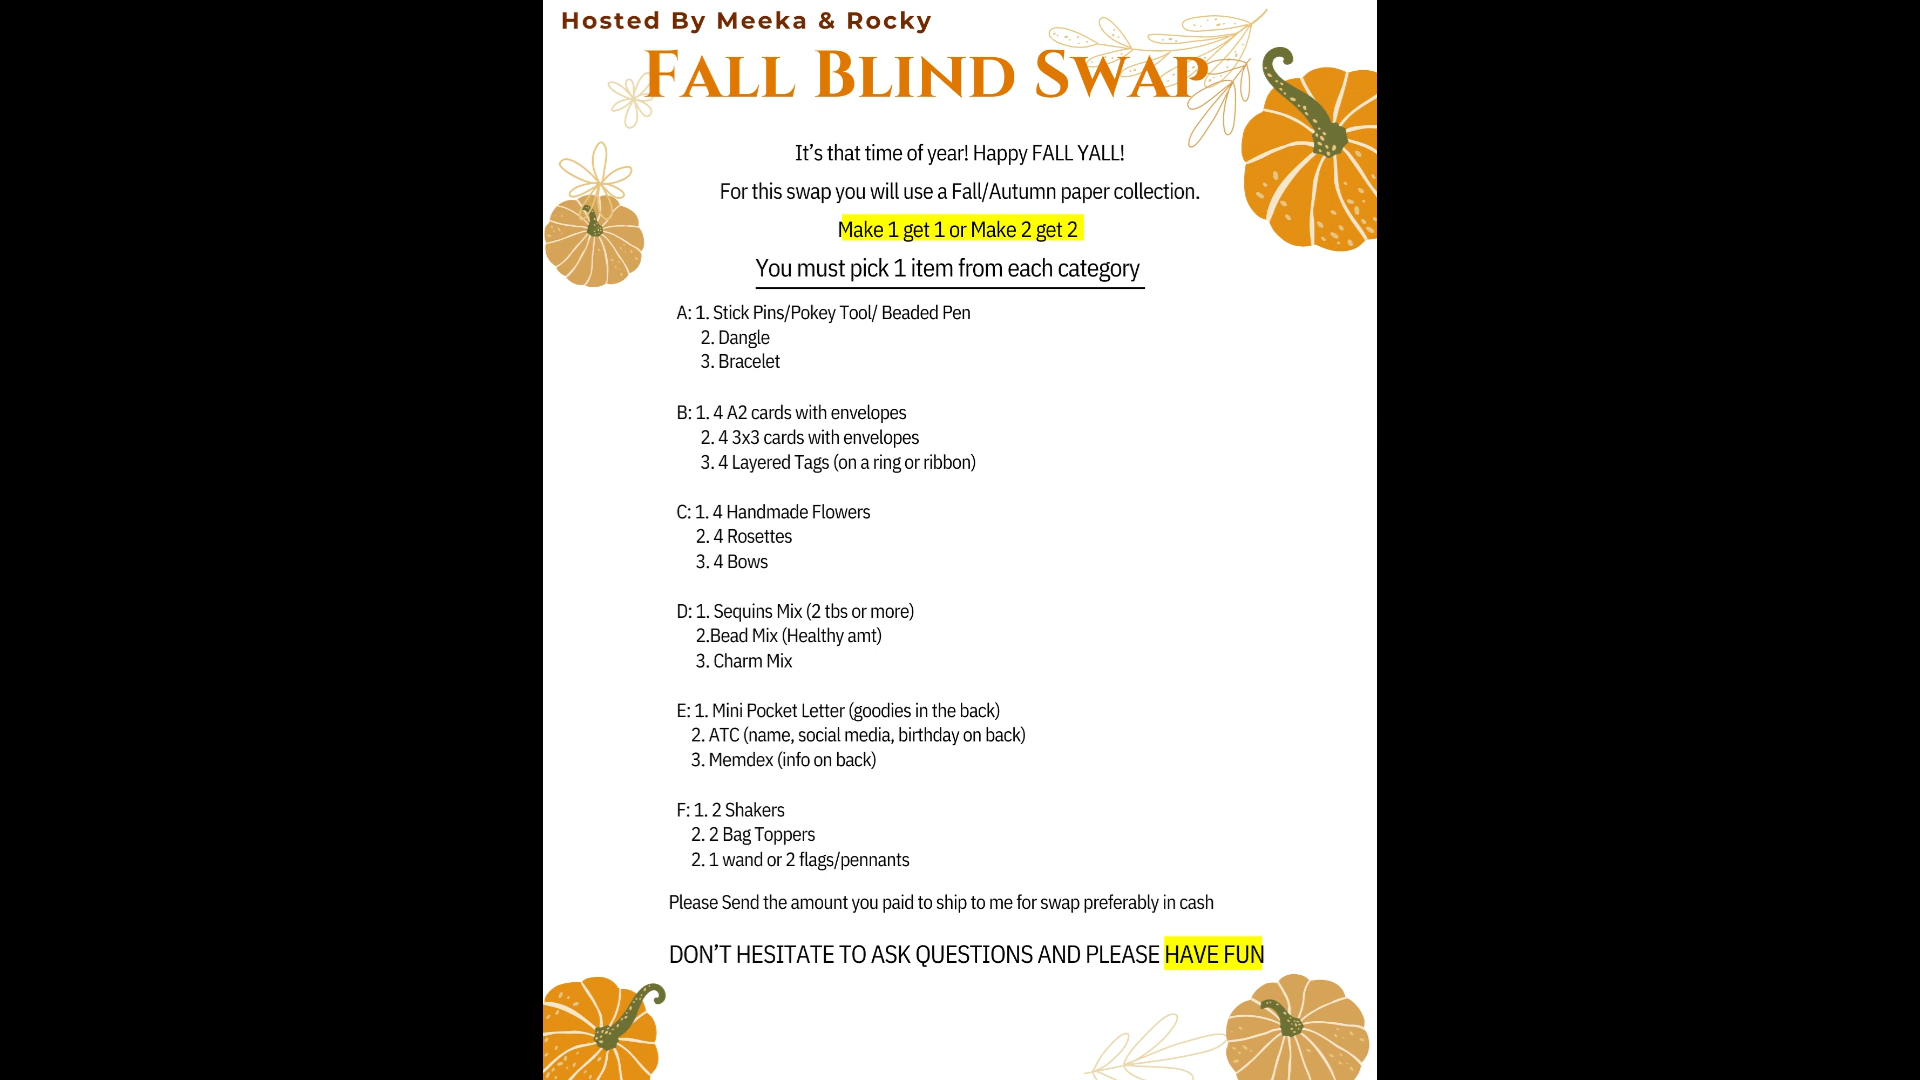 Hosted By Meeka & Rocky
Fall Blind Swap
It's that time of year! Happy FALL YALL!
For this swap you will use a Fall/Autumn paper collection.
Make 1 get 1 or Make 2 get 2
You must pick 1 item from each category
A: 1. Stick Pins/Pokey Tool/ Beaded Pen
2. Dangle
3. Bracelet
B: 1. 4 A2 cards with envelopes
2. 4 3x3 cards with envelopes
3. 4 Layered Tags (on a ring or ribbon)
C: 1. 4 Handmade Flowers
2. 4 Rosettes
3. 4 Bows
D: 1. Sequins Mix (2 tbs or more)
2.Bead Mix (Healthy amt)
3. Charm Mix
E: 1. Mini Pocket Letter (goodies in the back)
2. ATC (name, social media, birthday on back)
3. Memdex (info on back)
F: 1. 2 Shakers
2. 2 Bag Toppers
2. 1 wand or 2 flags/pennants
Please Send the amount you paid to ship to me for swap preferably in cash
DON'T HESITATE TO ASK QUESTIONS AND PLEASE HAVE FUN